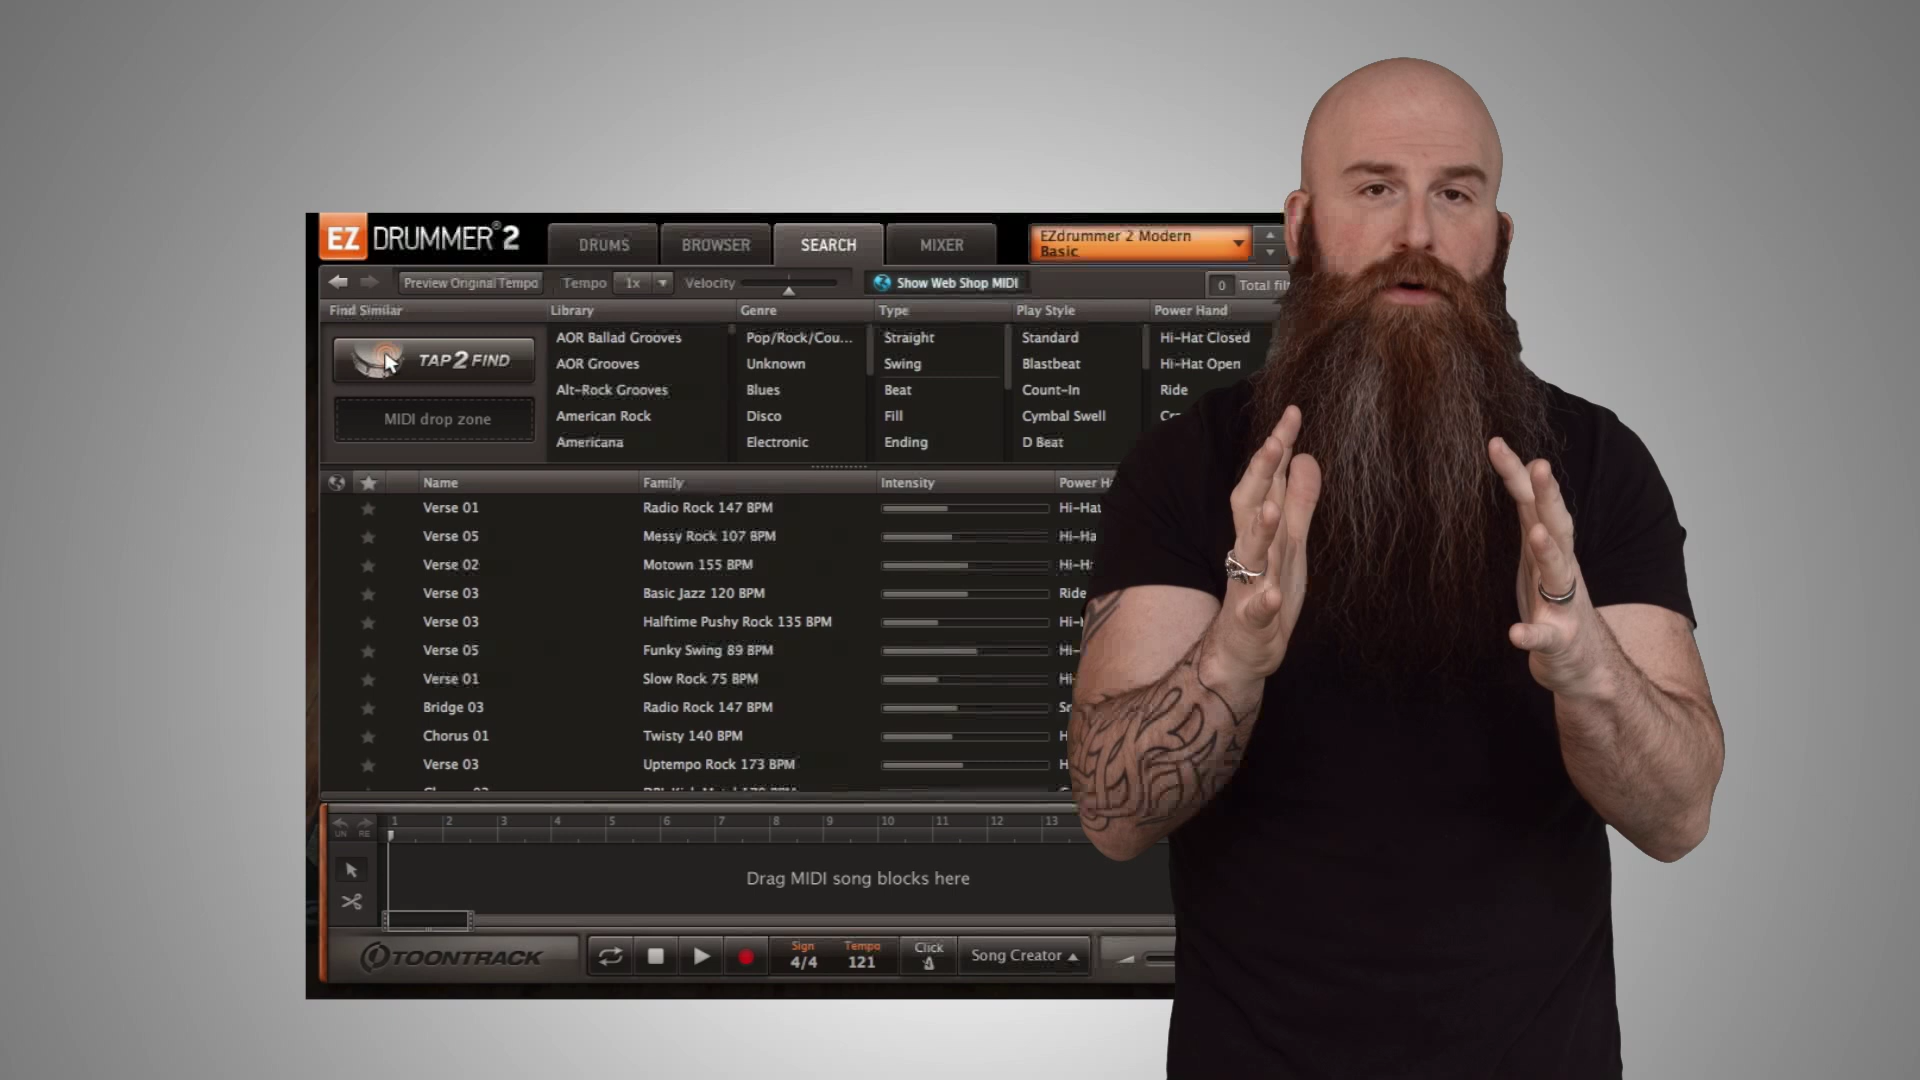 EZ DRUMMER® 2
DRUMS
BROWSER
SEARCH
MIXER
EZdrummer 2 Modern
Basic
Preview Original Tempo
Tempo
1x
Velocity
Show Web Shop MIDI
0
Total
Find Similar
Library
Genre
Type
Play Style
Power Hand
TAP2FIND
MIDI drop zone
AOR Ballad Grooves
Pop/Rock/Cou...
Straight
Standard
Hi-Hat Closed
AOR Grooves
Unknown
Swing
Blastbeat
Hi-Hat Open
Alt-Rock Grooves
Blues
Beat
Count-In
Ride
American Rock
Disco
Fill
Cymbal Swell
Americana
Electronic
Ending
D Beat
Name
Family
Intensity
Power
Verse 01
Radio Rock 147 BPM
Hi-Hat
Verse 05
Messy Rock 107 BPM
Verse 02
Motown 155 BPM
Verse 03
Basic Jazz 120 BPM
Ride
Verse 03
Halftime Pushy Rock 135 BPM
Verse 05
Funky Swing 89 BPM
Verse 01
Slow Rock 75 BPM
Bridge 03
Radio Rock 147 BPM
Chorus 01
Twisty 140 BPM
Verse 03
Uptempo Rock 173 BPM
UN RE
1 2 3 4 5 6 7 8 9 10 11 12 13
Drag MIDI song blocks here
TOONTRACK
Sign
4/4
Tempo
121
Click
Song Creator